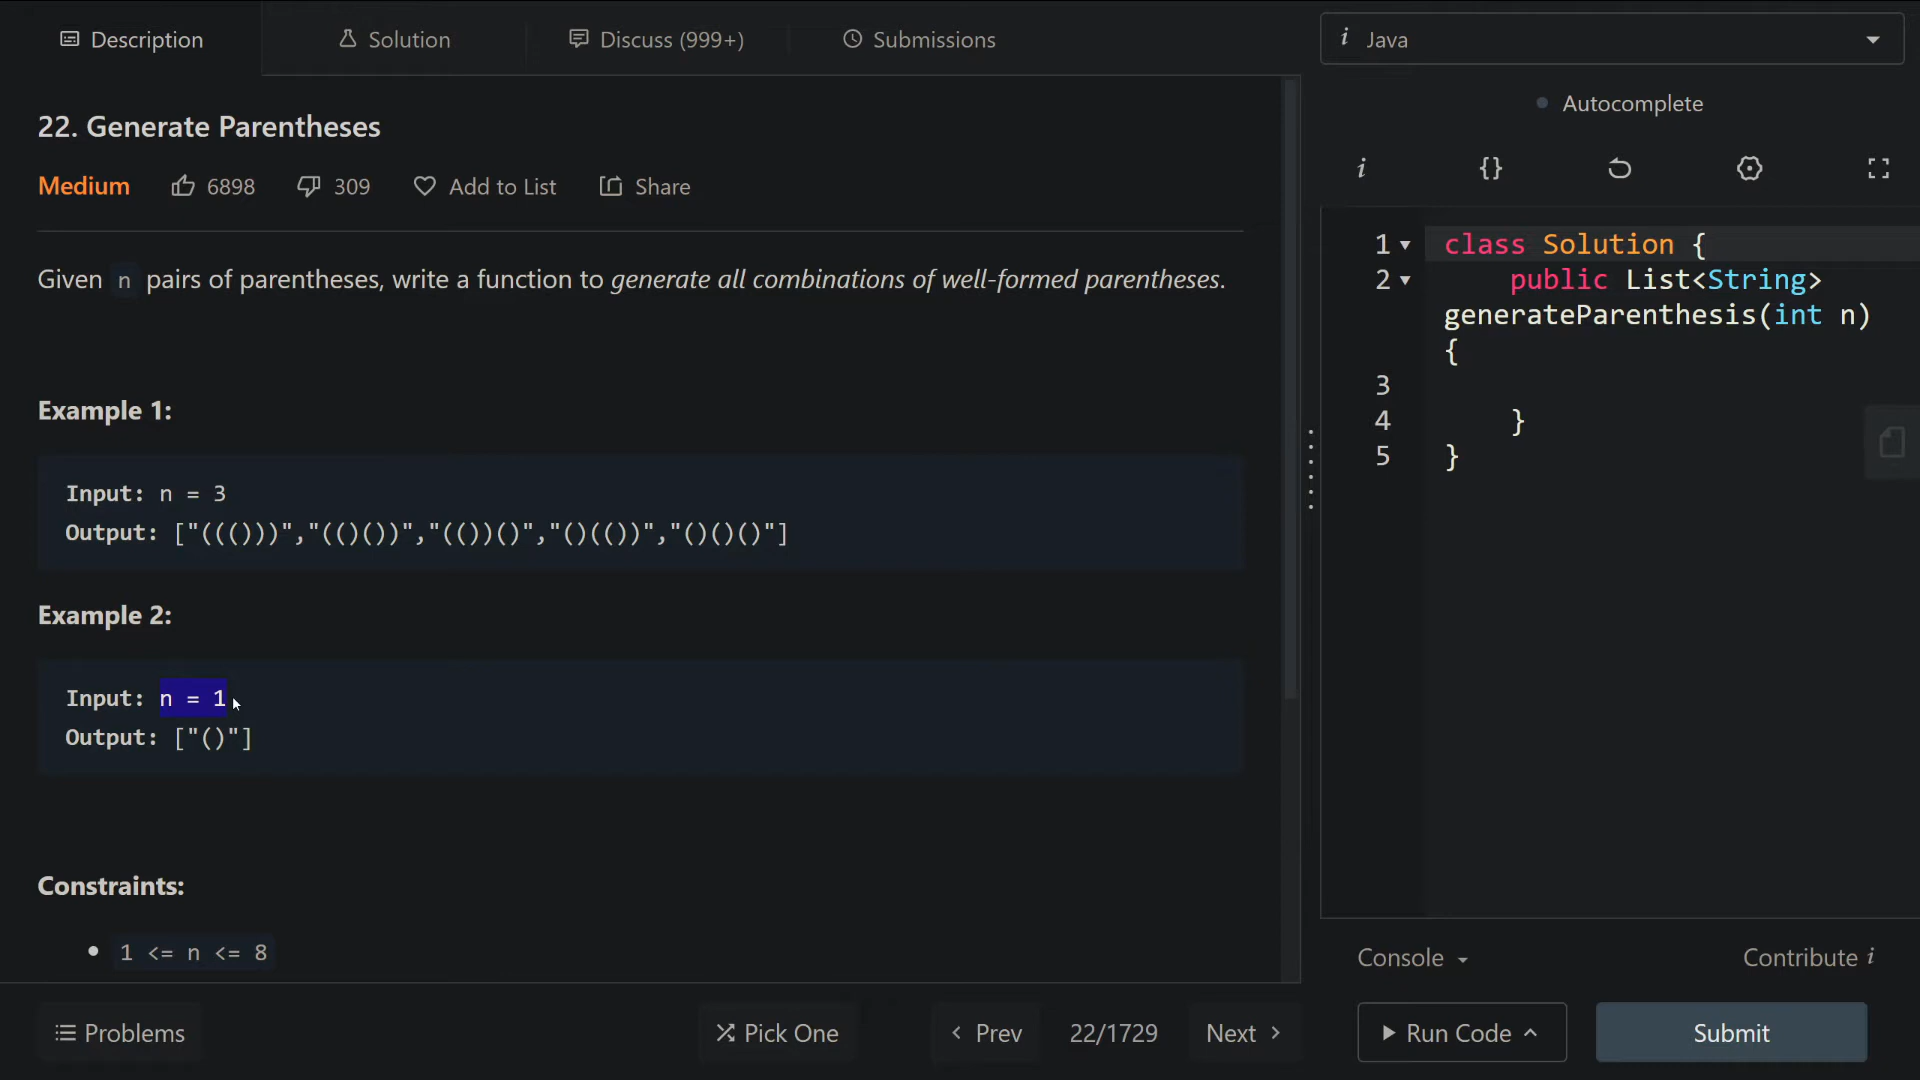 Description
Solution
Discuss (999+)
Submissions
i Java
Autocomplete
22. Generate Parentheses
i {}
Medium 6898 309 Add to List Share
Given n pairs of parentheses, write a function to generate all combinations of well-formed parentheses.
Example 1:
Input: n = 3
Output: ["((()))","(()())","(())()","()(())","()()()"]
Example 2:
Input: n = 1
Output: ["()"]
Constraints:
1 <= n <= 8
1 class Solution {
2 public List<String>
generateParenthesis(int n)
{
3
4 }
5 }
Console
Contribute i
Problems
Pick One
Prev
22/1729
Next
Run Code
Submit